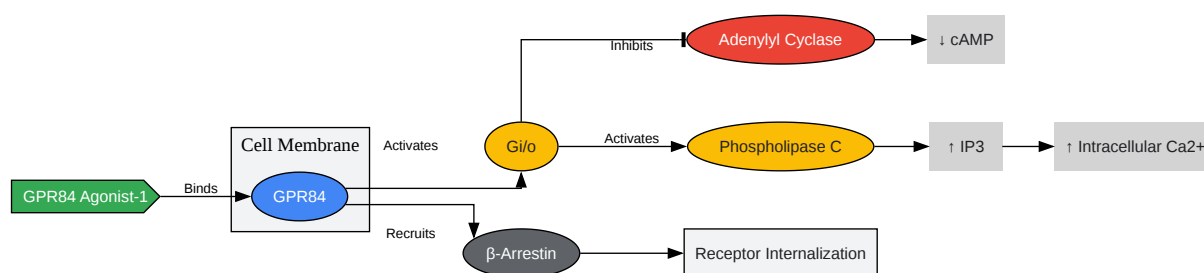 Adenylyl Cyclase
↓ cAMP
Inhibits
Cell Membrane
Activates
Gi/o
Activates
Phospholipase C
↑ IP3
↑ Intracellular Ca2+
GPR84 Agonist-1
Binds
GPR84
Recruits
β-Arrestin
Receptor Internalization